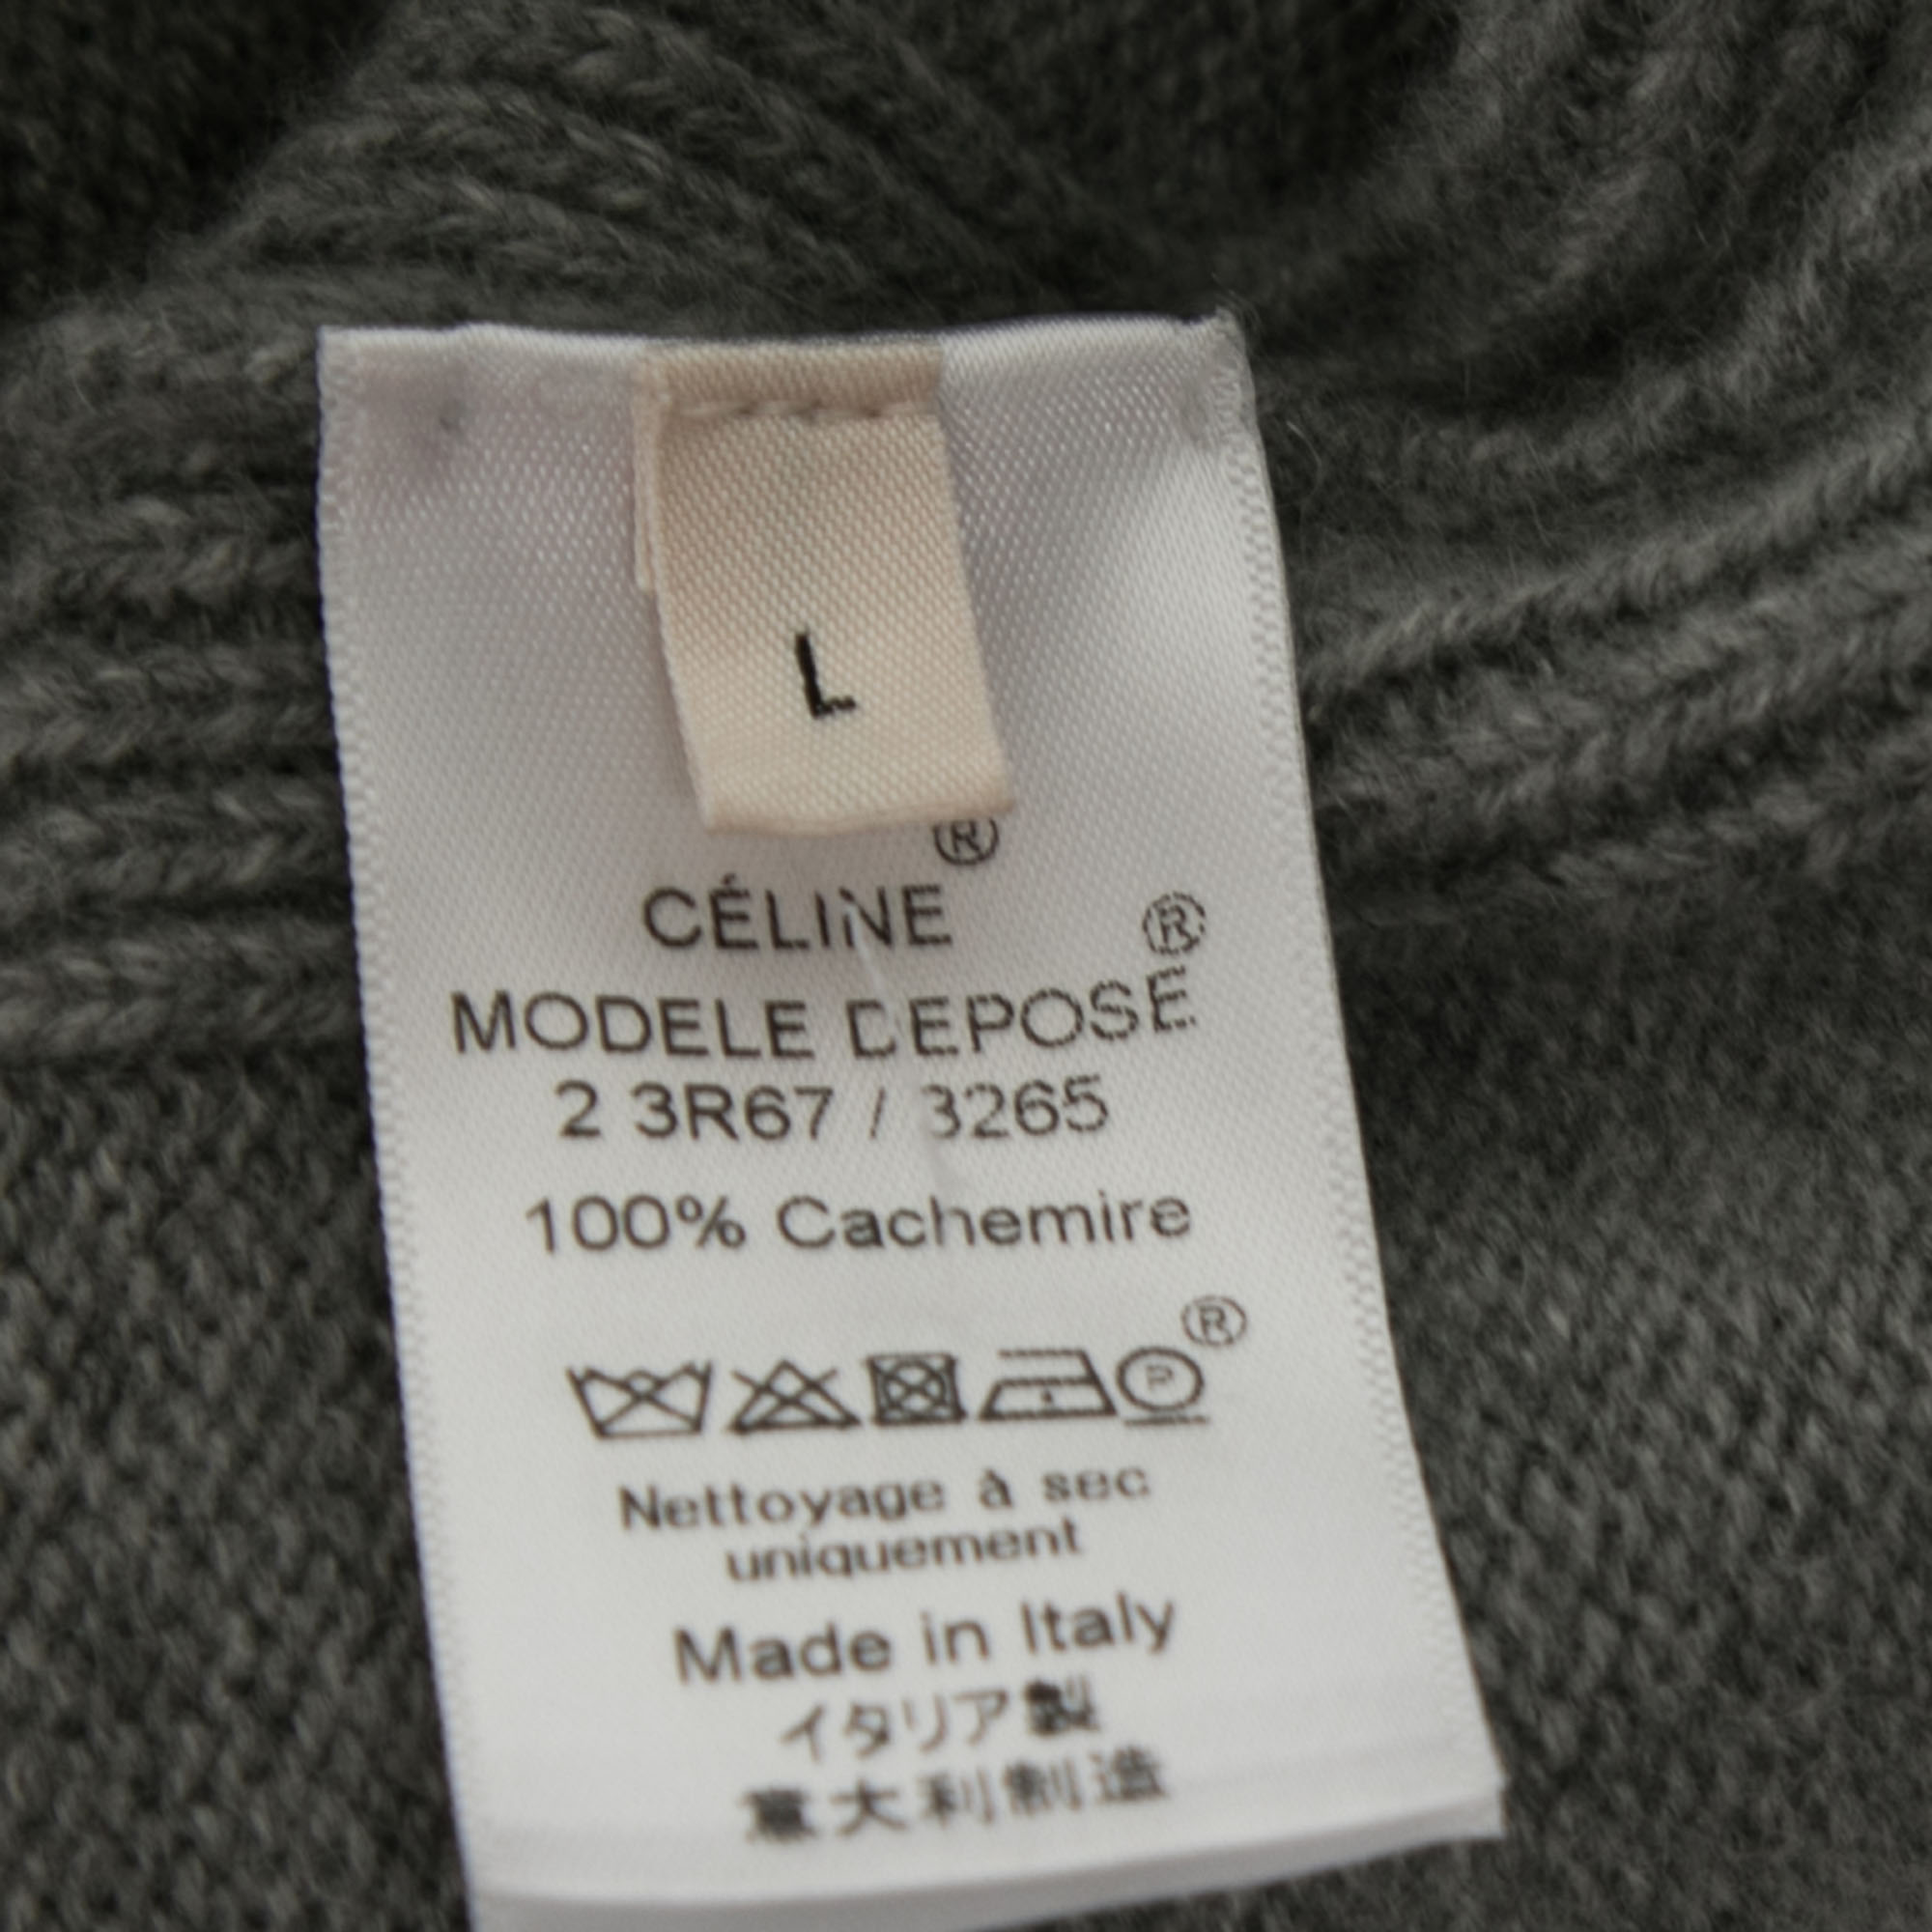 L
®
CÉLINE
®
MODELE DEPOSE
2 3R67 / 3265
100% Cachemire
®
P
Nettoyage à sec
uniquement
Made in Italy
イタリア製
意大利制造